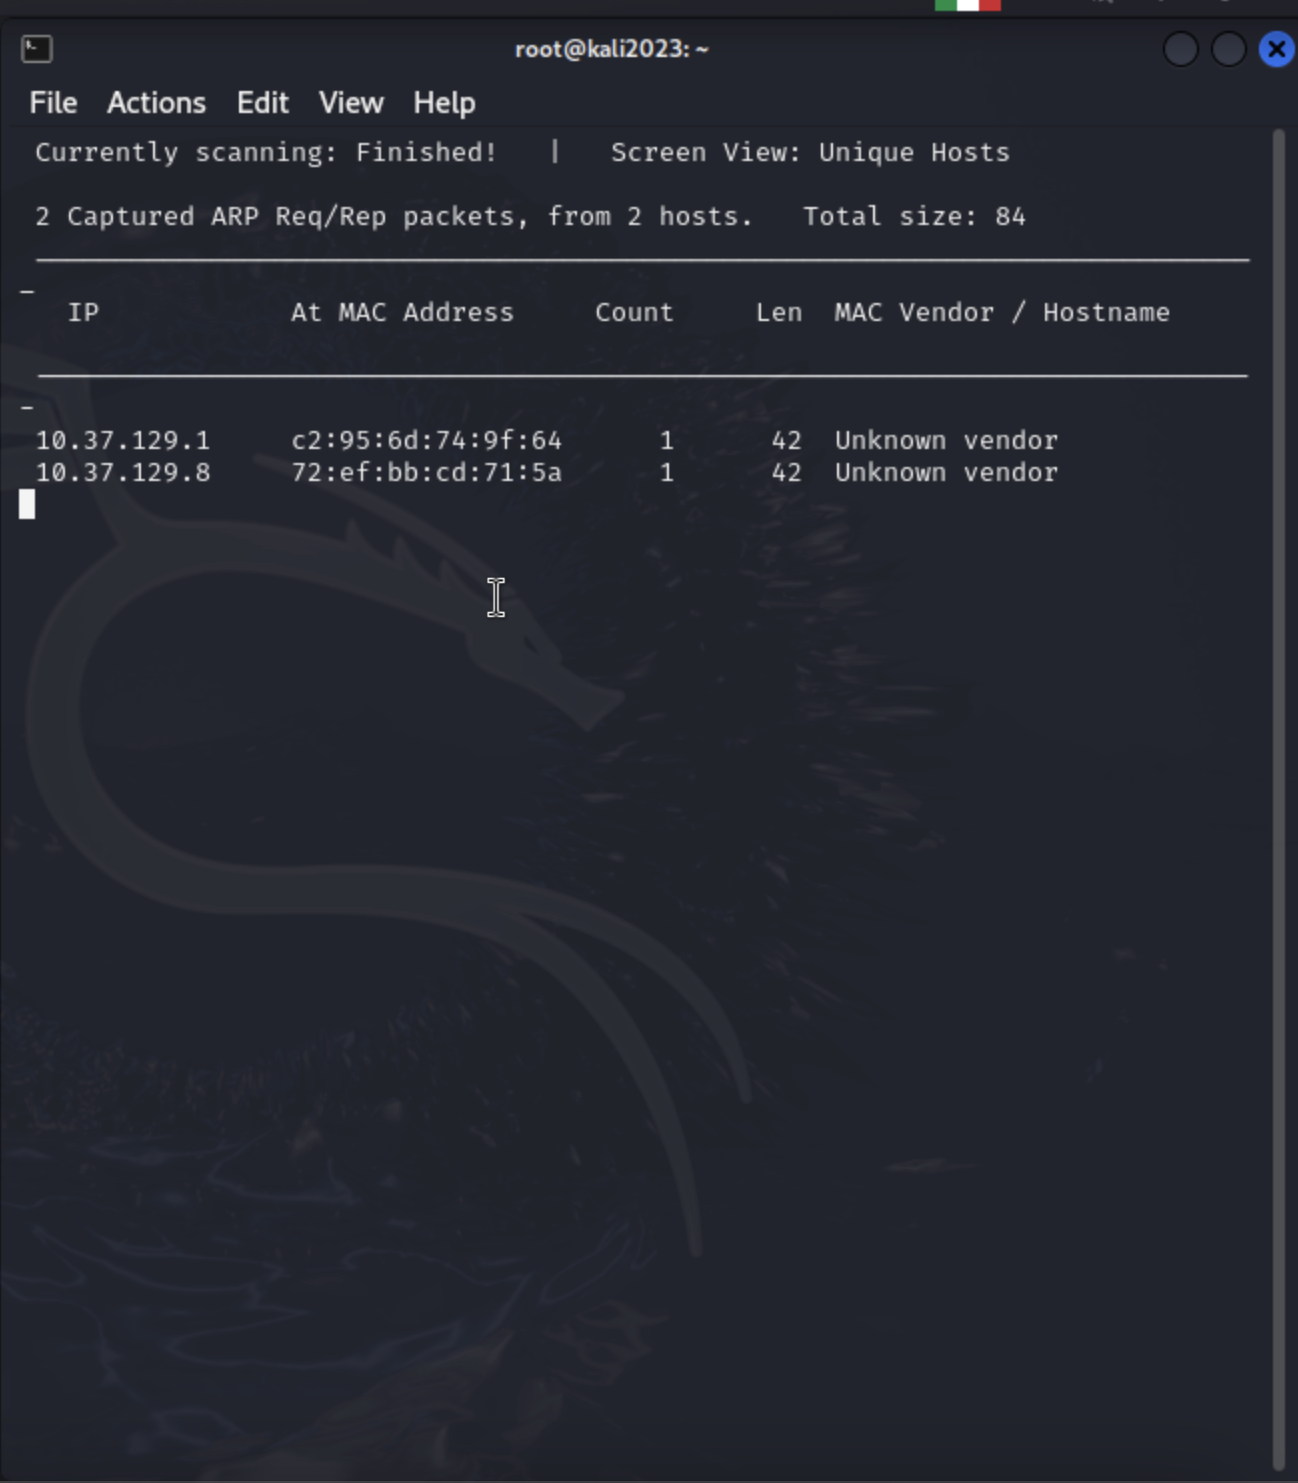 root@kali2023: ~
File Actions Edit View Help
Currently scanning: Finished! | Screen View: Unique Hosts
2 Captured ARP Req/Rep packets, from 2 hosts. Total size: 84
_
IP At MAC Address Count Len MAC Vendor / Hostname
_
10.37.129.1 c2:95:6d:74:9f:64 1 42 Unknown vendor
10.37.129.8 72:ef:bb:cd:71:5a 1 42 Unknown vendor